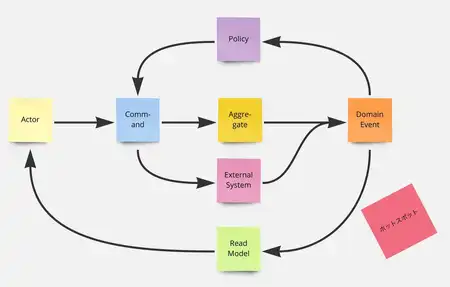 Policy
Actor
Comm-
and
Aggre-
gate
Domain
Event
External
System
ホットスポット
Read
Model